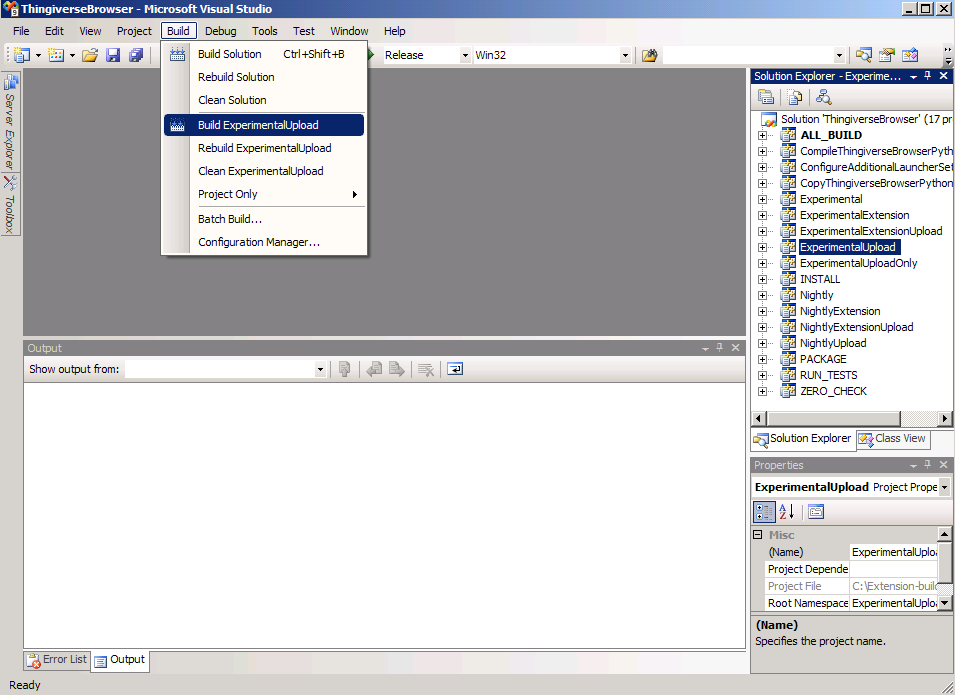 ThingiverseBrowser - Microsoft Visual Studio
File Edit View Project Build Debug Tools Test Window Help
Release Win32
Build Solution Ctrl+Shift+B
Rebuild Solution
Clean Solution
Build ExperimentalUpload
Rebuild ExperimentalUpload
Clean ExperimentalUpload
Project Only
Batch Build...
Configuration Manager...
Server Explorer
Toolbox
Output
Show output from:
Error List Output
Ready
Solution Explorer - Experime...
Solution 'ThingiverseBrowser' (17 pr
ALL_BUILD
CompileThingiverseBrowserPyth
ConfigureAdditionalLauncherSet
CopyThingiverseBrowserPython
Experimental
ExperimentalExtension
ExperimentalExtensionUpload
ExperimentalUpload
ExperimentalUploadOnly
INSTALL
Nightly
NightlyExtension
NightlyExtensionUpload
NightlyUpload
PACKAGE
RUN_TESTS
ZERO_CHECK
Solution Explorer Class View
Properties
ExperimentalUpload Project Prope
Misc
(Name) ExperimentalUploa
Project Depende
Project File C:\Extension-build
Root Namespace ExperimentalUploa
(Name)
Specifies the project name.